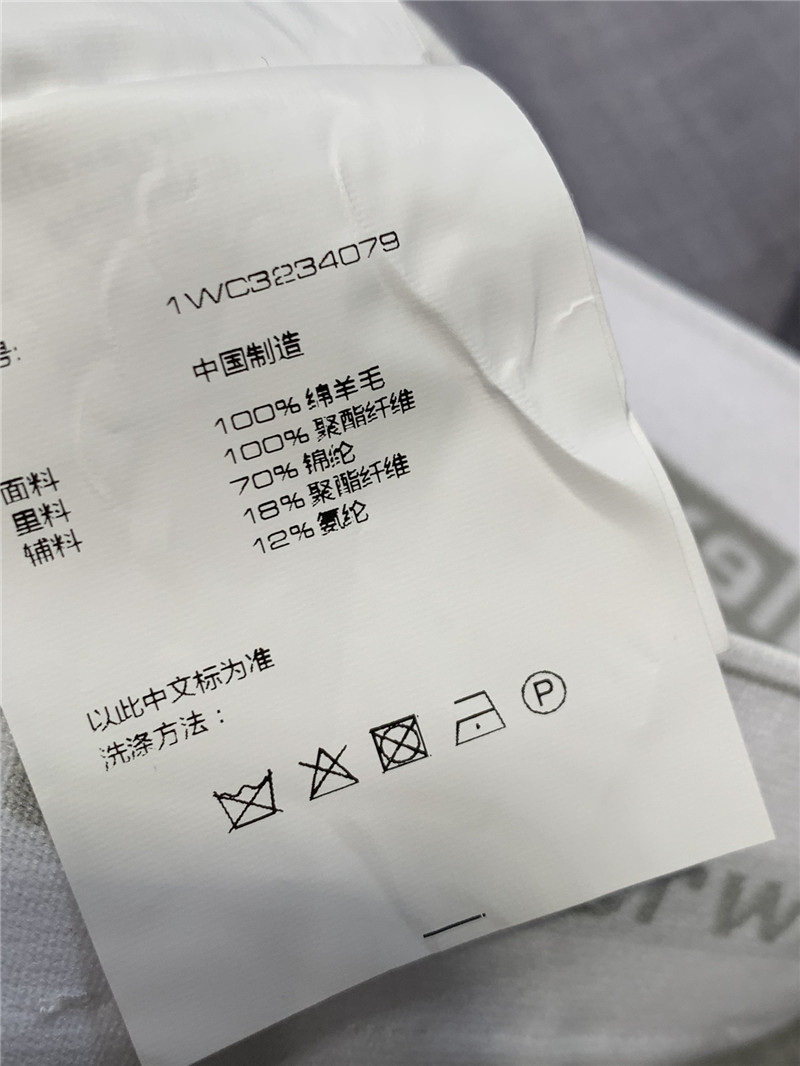 1WC3234079
号:
中国制造
面料 100% 绵羊毛
里料 100% 聚酯纤维
辅料 70% 锦纶
18% 聚酯纤维
12% 氨纶
以此中文标为准
洗涤方法：
P